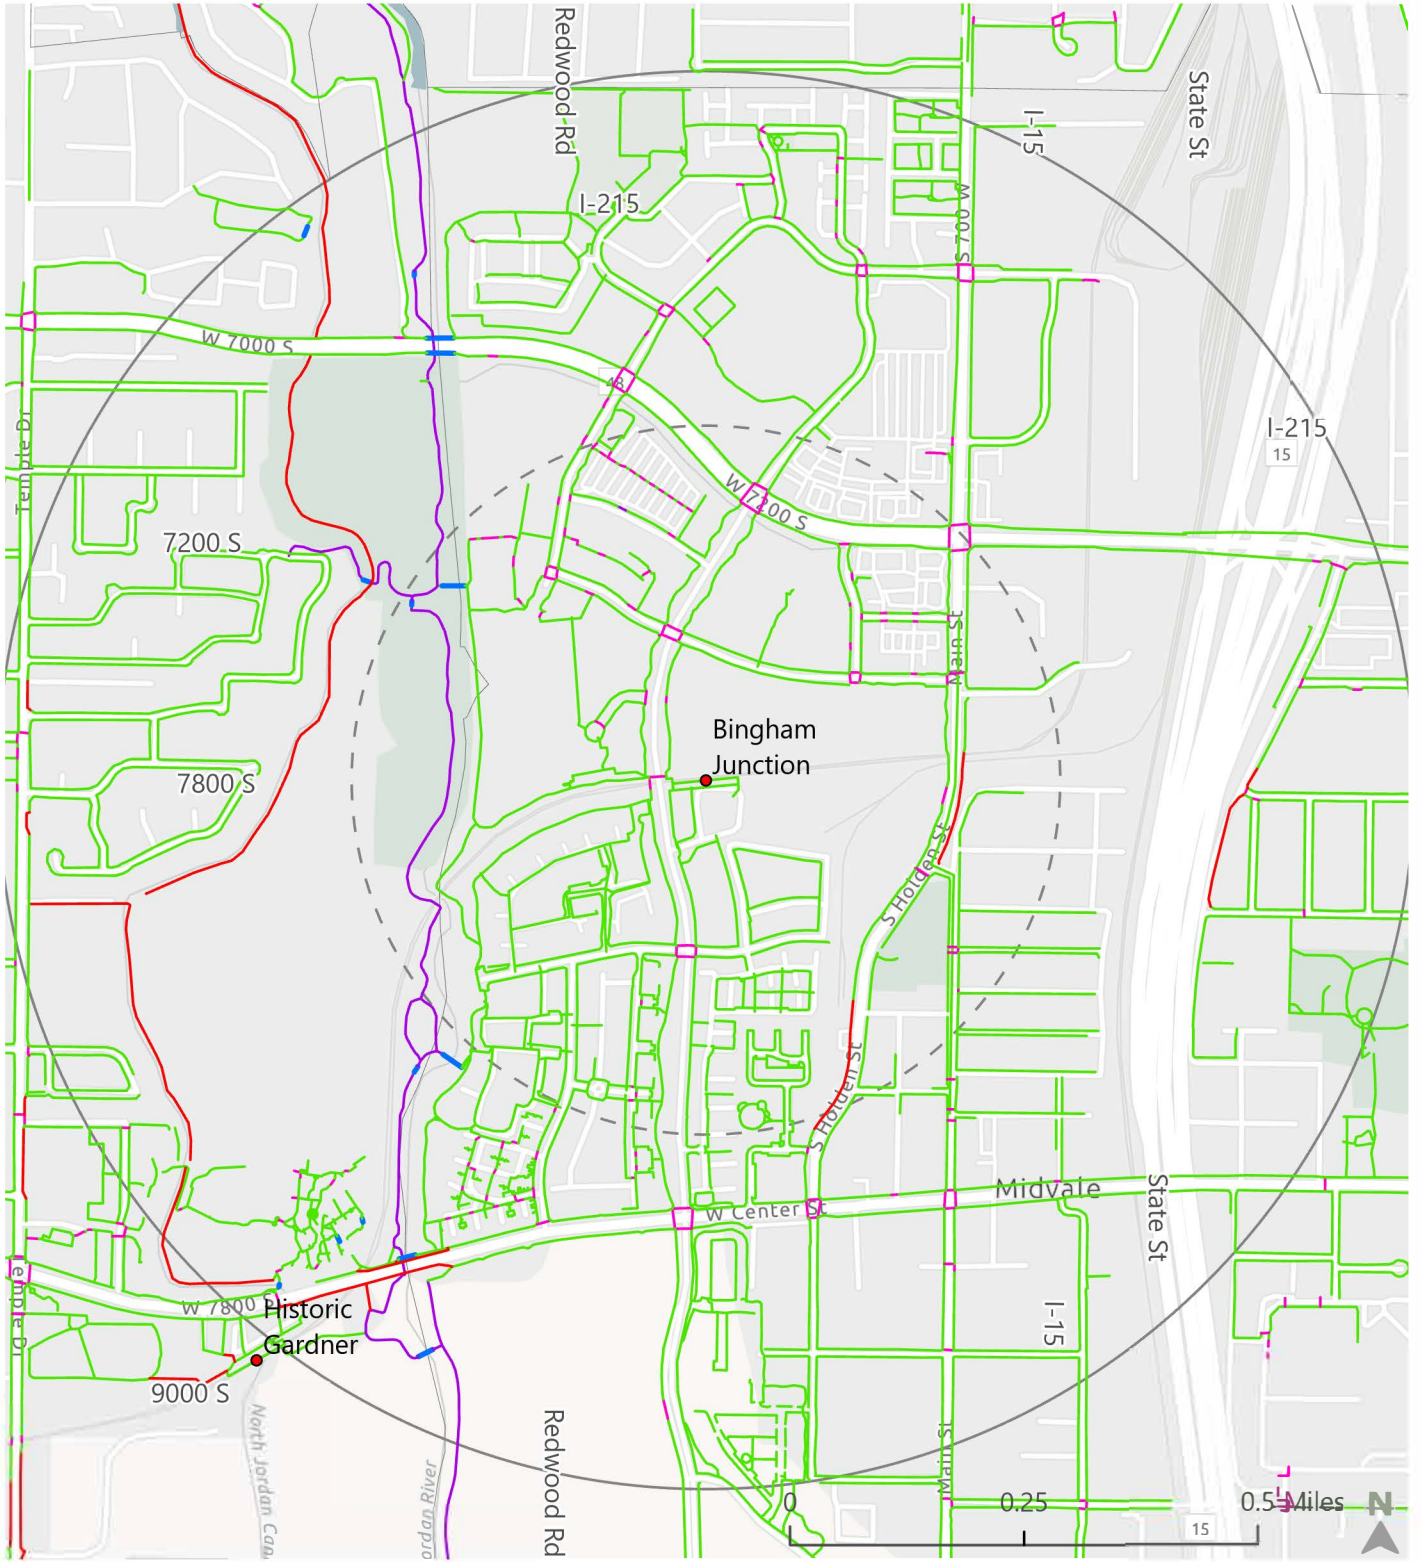 Redwood Rd
State St
I-15
I-215
S 700 W
W 7000 S
48
Temple Dr
I-215
15
W 7200 S
7200 S
Main St
Bingham
Junction
7800 S
S Holden St
S Holden St
Midvale
State St
W Center St
W 7800 S
Temple Dr
Historic
Gardner
I-15
9000 S
North Jordan Can
Jordan River
Redwood Rd
Main St
0
0.25
0.5 Miles
N
15